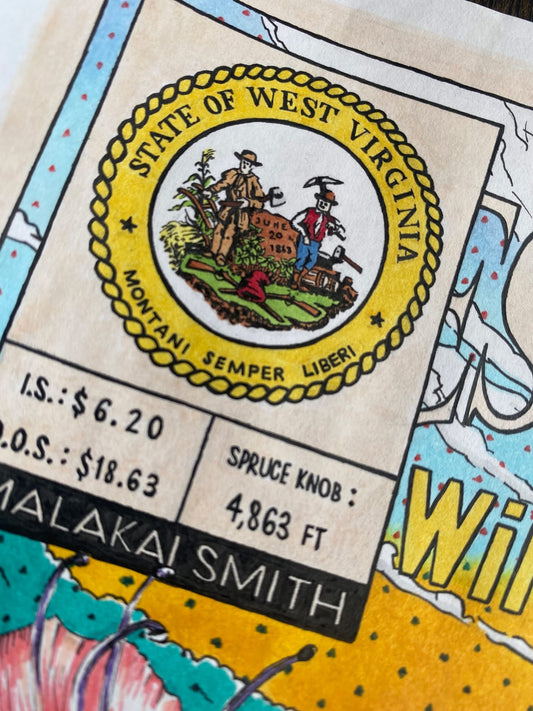 STATE OF WEST VIRGINIA
JUNE
20
1863
MONTANI SEMPER LIBERI
I.S.: $6.20
O.O.S.: $18.63
SPRUCE KNOB:
4,863 FT
MALAKAI SMITH
Wil